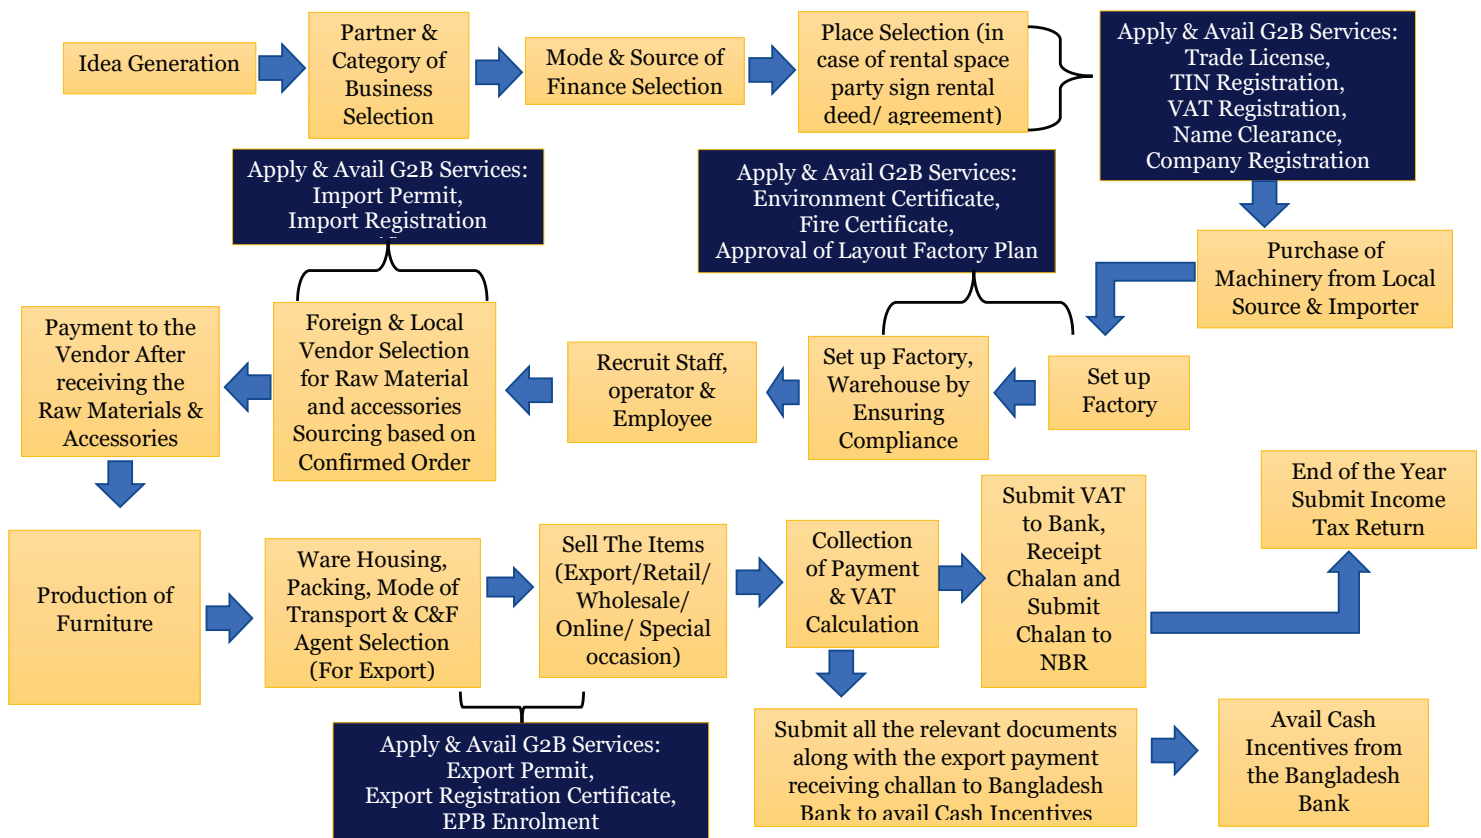 Idea Generation
Partner &
Category of
Business
Selection
Mode & Source of
Finance Selection
Place Selection (in
case of rental space
party sign rental
deed/ agreement)
Apply & Avail G2B Services:
Trade License,
TIN Registration,
VAT Registration,
Name Clearance,
Company Registration
Apply & Avail G2B Services:
Import Permit,
Import Registration
Apply & Avail G2B Services:
Environment Certificate,
Fire Certificate,
Approval of Layout Factory Plan
Purchase of
Machinery from Local
Source & Importer
Payment to the
Vendor After
receiving the
Raw Materials &
Accessories
Foreign & Local
Vendor Selection
for Raw Material
and accessories
Sourcing based on
Confirmed Order
Recruit Staff,
operator &
Employee
Set up Factory,
Warehouse by
Ensuring
Compliance
Set up
Factory
Production of
Furniture
Ware Housing,
Packing, Mode of
Transport & C&F
Agent Selection
(For Export)
Sell The Items
(Export/Retail/
Wholesale/
Online/ Special
occasion)
Collection
of Payment
& VAT
Calculation
Submit VAT
to Bank,
Receipt
Chalan and
Submit
Chalan to
NBR
End of the Year
Submit Income
Tax Return
Apply & Avail G2B Services:
Export Permit,
Export Registration Certificate,
EPB Enrolment
Submit all the relevant documents
along with the export payment
receiving challan to Bangladesh
Bank to avail Cash Incentives
Avail Cash
Incentives from
the Bangladesh
Bank